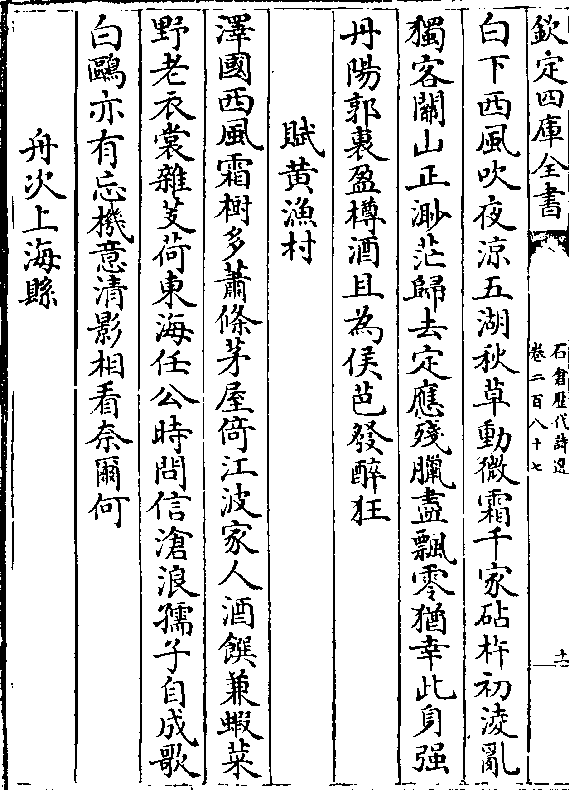 欽定四庫全書
石倉歷代詩選
卷二百八十七
十二
白下西風吹夜涼五湖秋草動微霜千家砧杵初淩亂
獨客關山正渺茫歸去定應殘臘盡飄零猶幸此身强
丹陽郭裏盈樽酒且為侯芭發醉狂
賦黄漁村
澤國西風霜樹多蕭條茅屋倚江波家人酒饌兼蝦菜
野老衣裳雜芰荷東海任公時問信滄浪孺子自成歌
白鷗亦有忘機意清影相看奈爾何
舟次上海縣